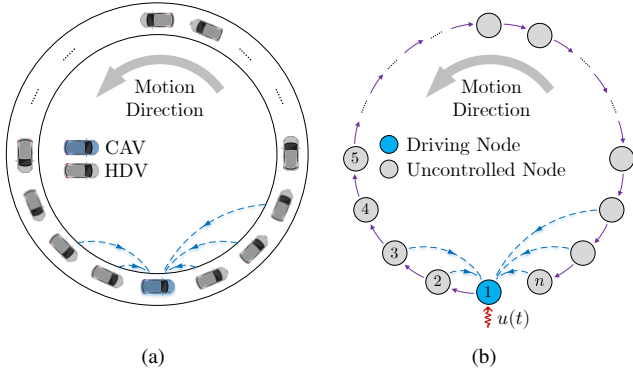 Motion
Direction
CAV
HDV
(a)
Motion
Direction
Driving Node
Uncontrolled Node
5
4
3
2
1
n
u(t)
(b)